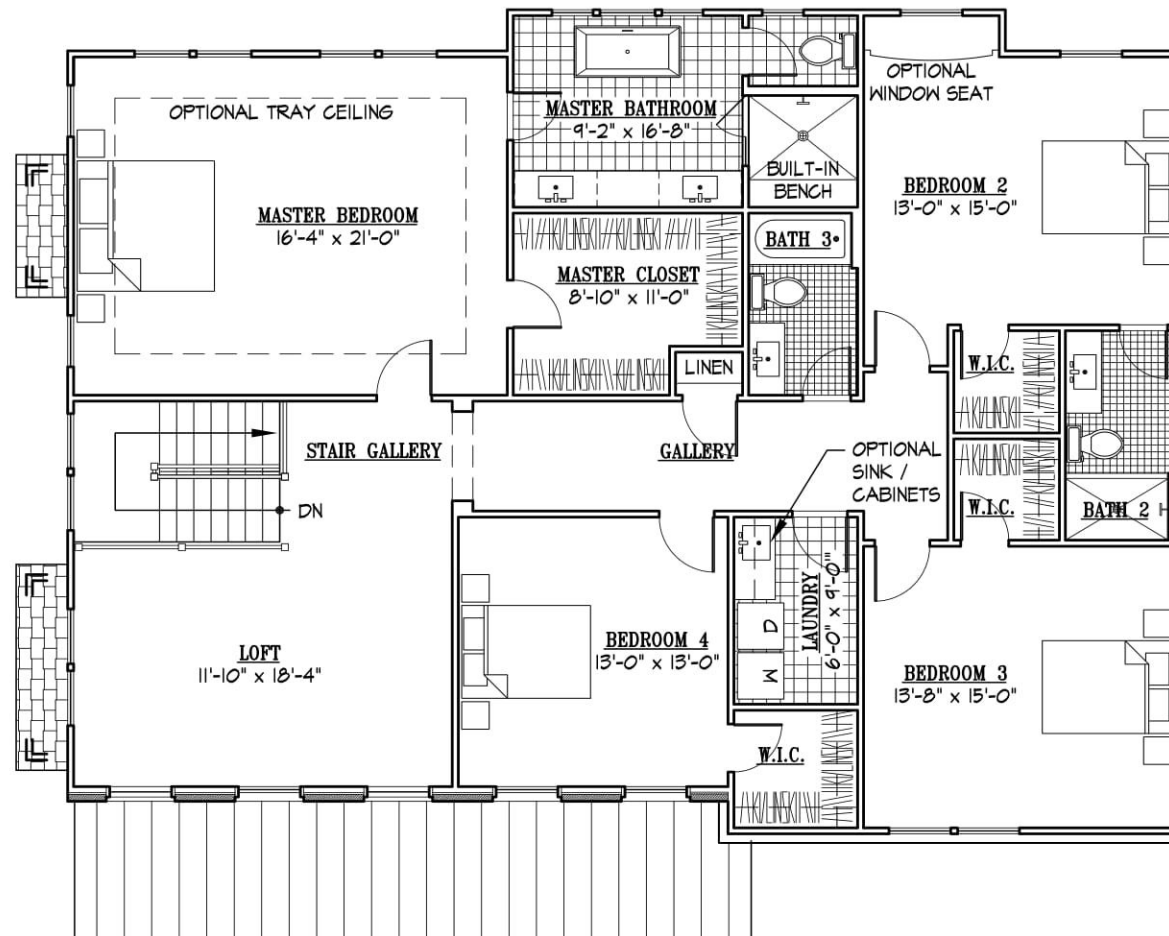 OPTIONAL TRAY CEILING
MASTER BEDROOM
16'-4" x 21'-0"
MASTER BATHROOM
9'-2" x 16'-8"
BUILT-IN
BENCH
OPTIONAL
WINDOW SEAT
BEDROOM 2
13'-0" x 15'-0"
MASTER CLOSET
8'-10" x 11'-0"
BATH 3
LINEN
W.I.C.
STAIR GALLERY
GALLERY
OPTIONAL
SINK /
CABINETS
W.I.C.
BATH 2
DN
LOFT
11'-10" x 18'-4"
BEDROOM 4
13'-0" x 13'-0"
LAUNDRY
6'-0" x 9'-0"
D
W
BEDROOM 3
13'-8" x 15'-0"
W.I.C.